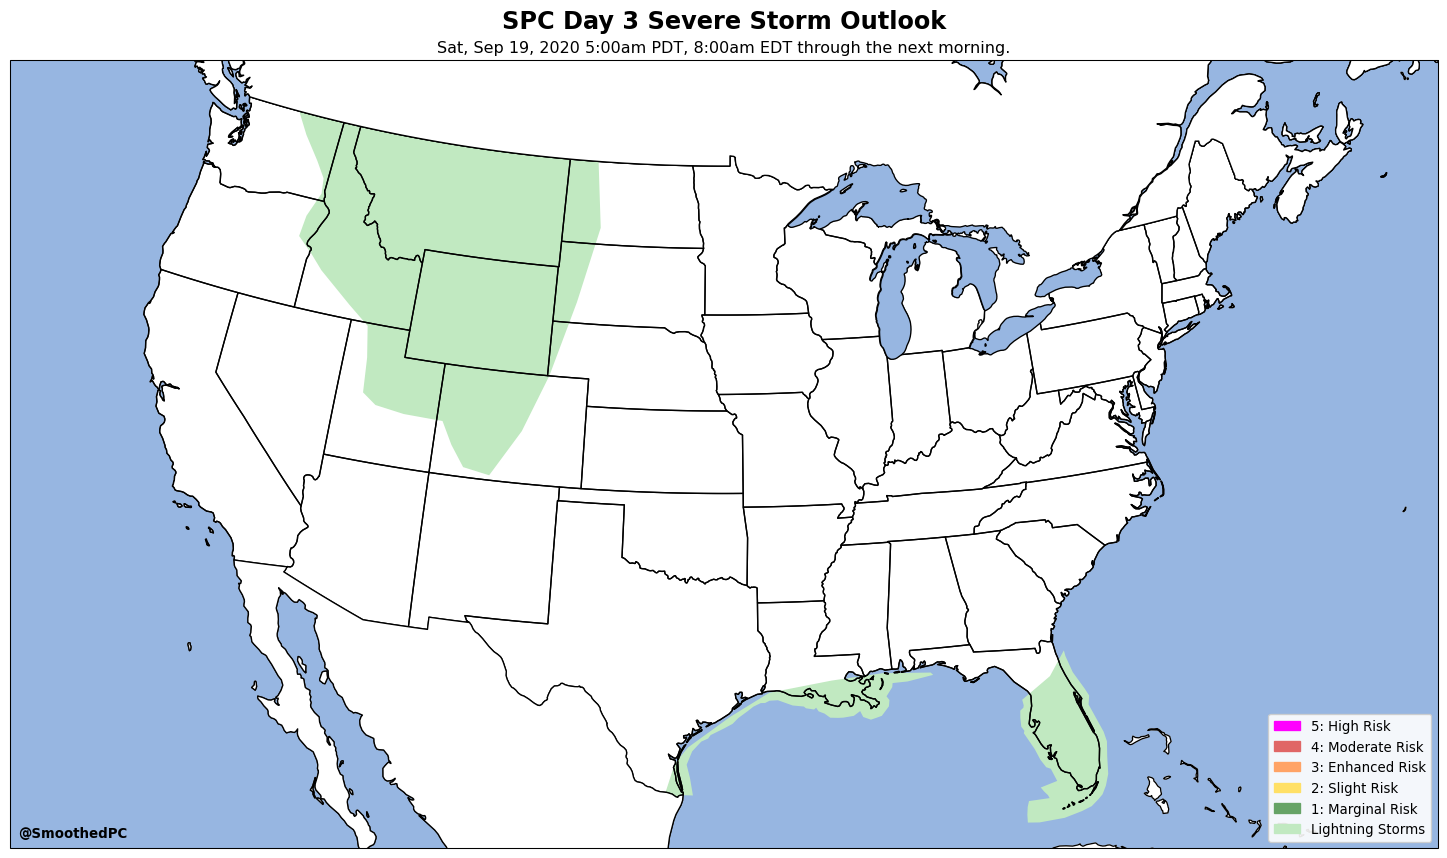 SPC Day 3 Severe Storm Outlook
Sat, Sep 19, 2020 5:00am PDT, 8:00am EDT through the next morning.
5: High Risk
4: Moderate Risk
3: Enhanced Risk
2: Slight Risk
1: Marginal Risk
Lightning Storms
@SmoothedPC